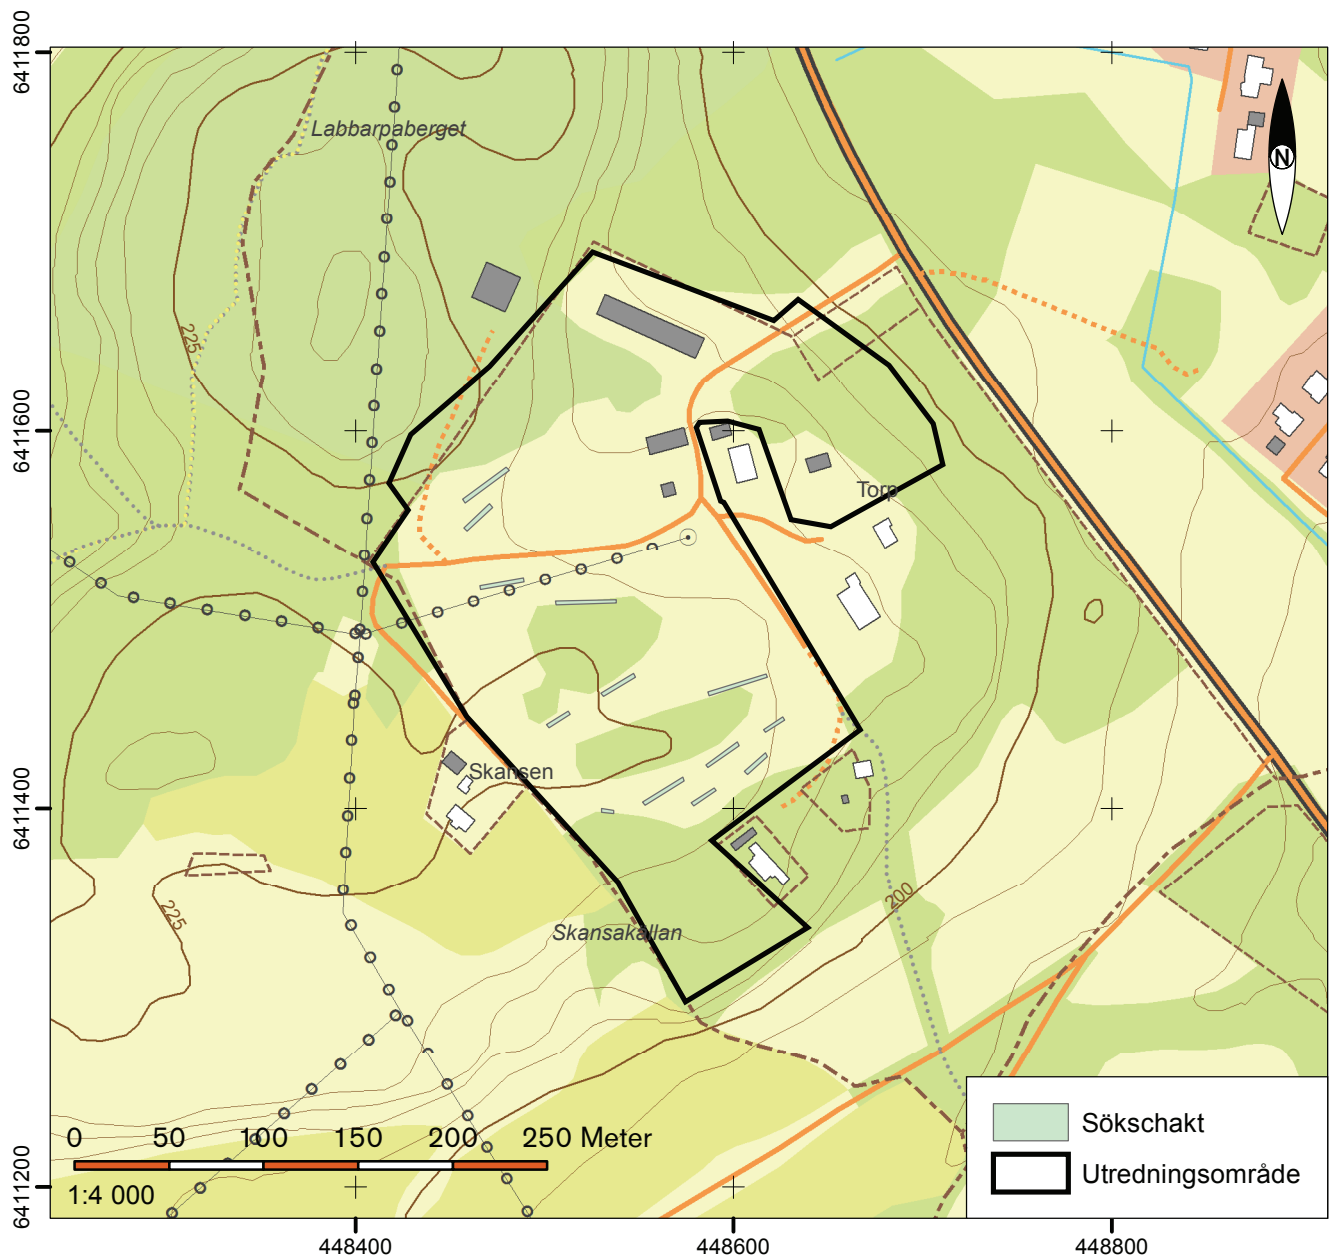 6411800
Labbarpaberget
N
225
6411600
Torp
Skansen
6411400
225
200
Skansakällan
Sökschakt
0 50 100 150 200 250 Meter
Utredningsområde
1:4 000
6411200
448400 448600 448800